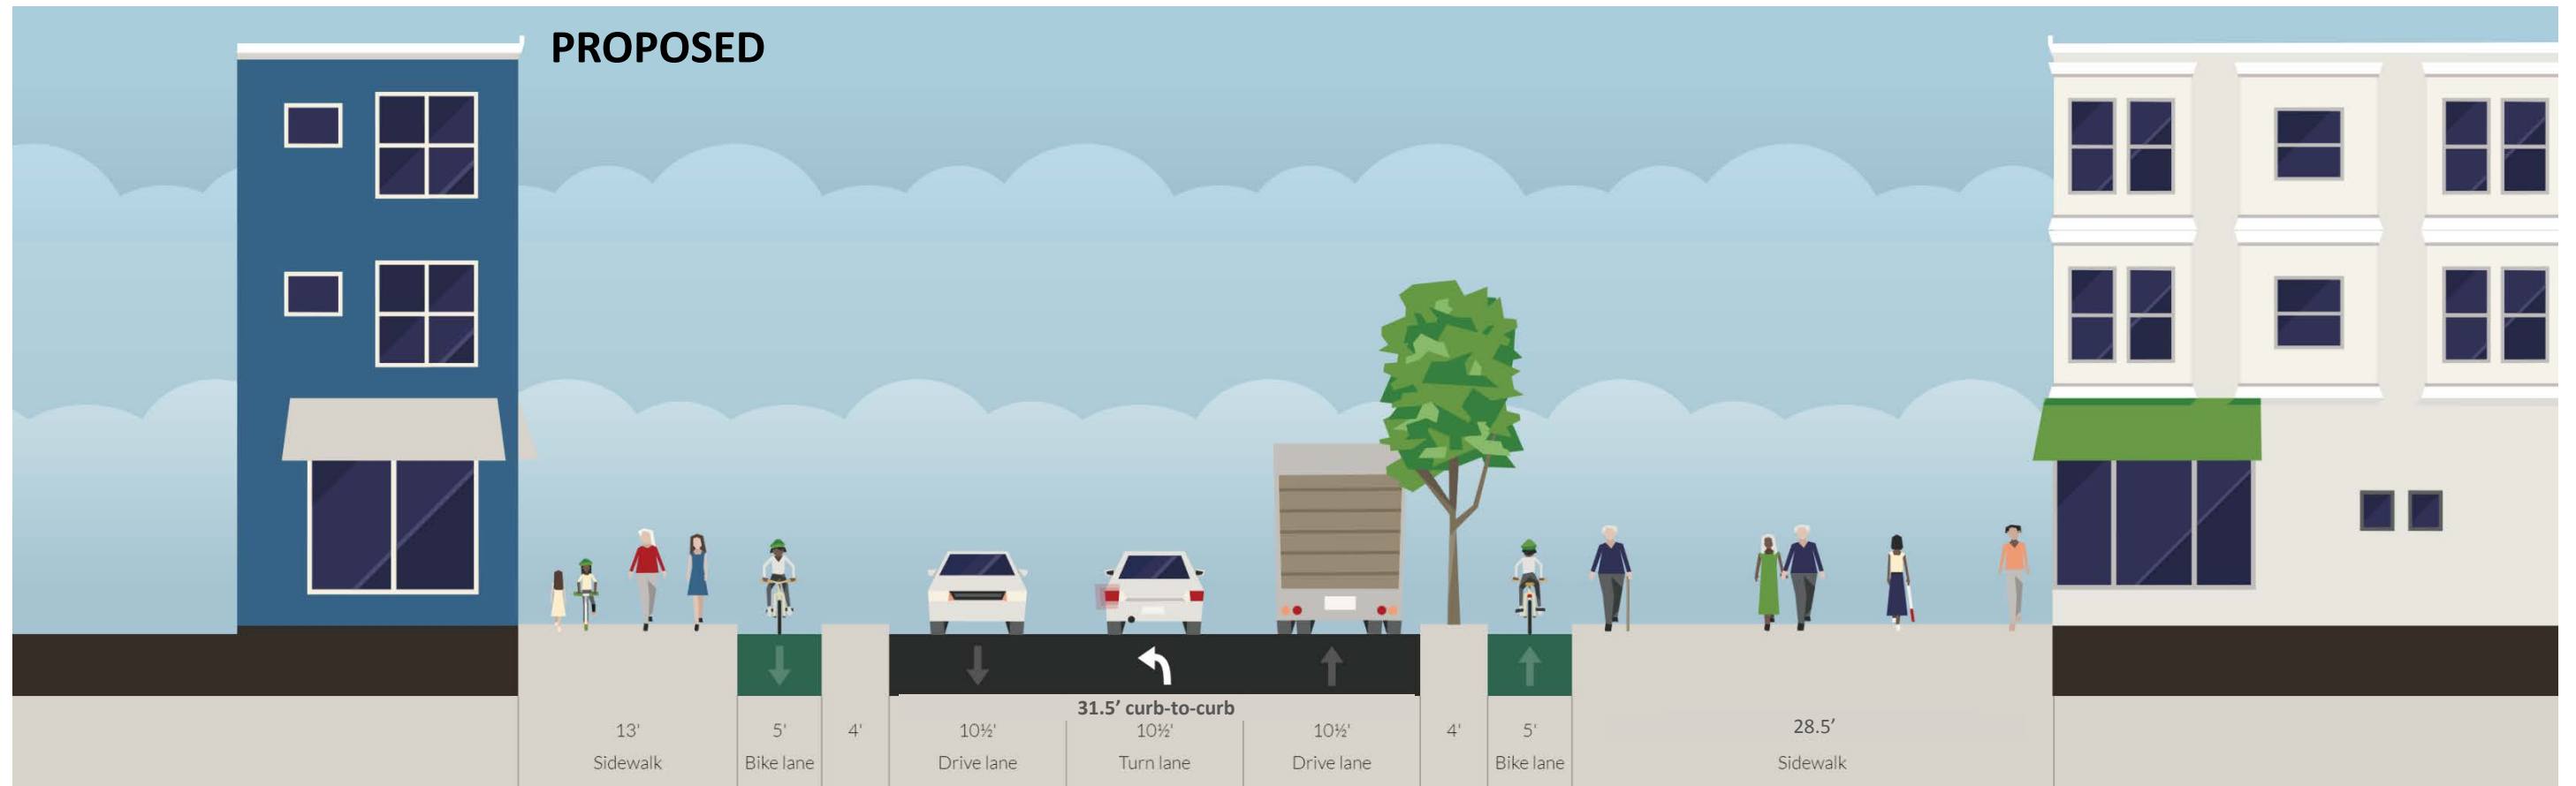 PROPOSED
31.5’ curb-to-curb
13' 5' 4' 10½' 10½' 10½' 4' 5' 28.5’
Sidewalk Bike lane Drive lane Turn lane Drive lane Bike lane Sidewalk